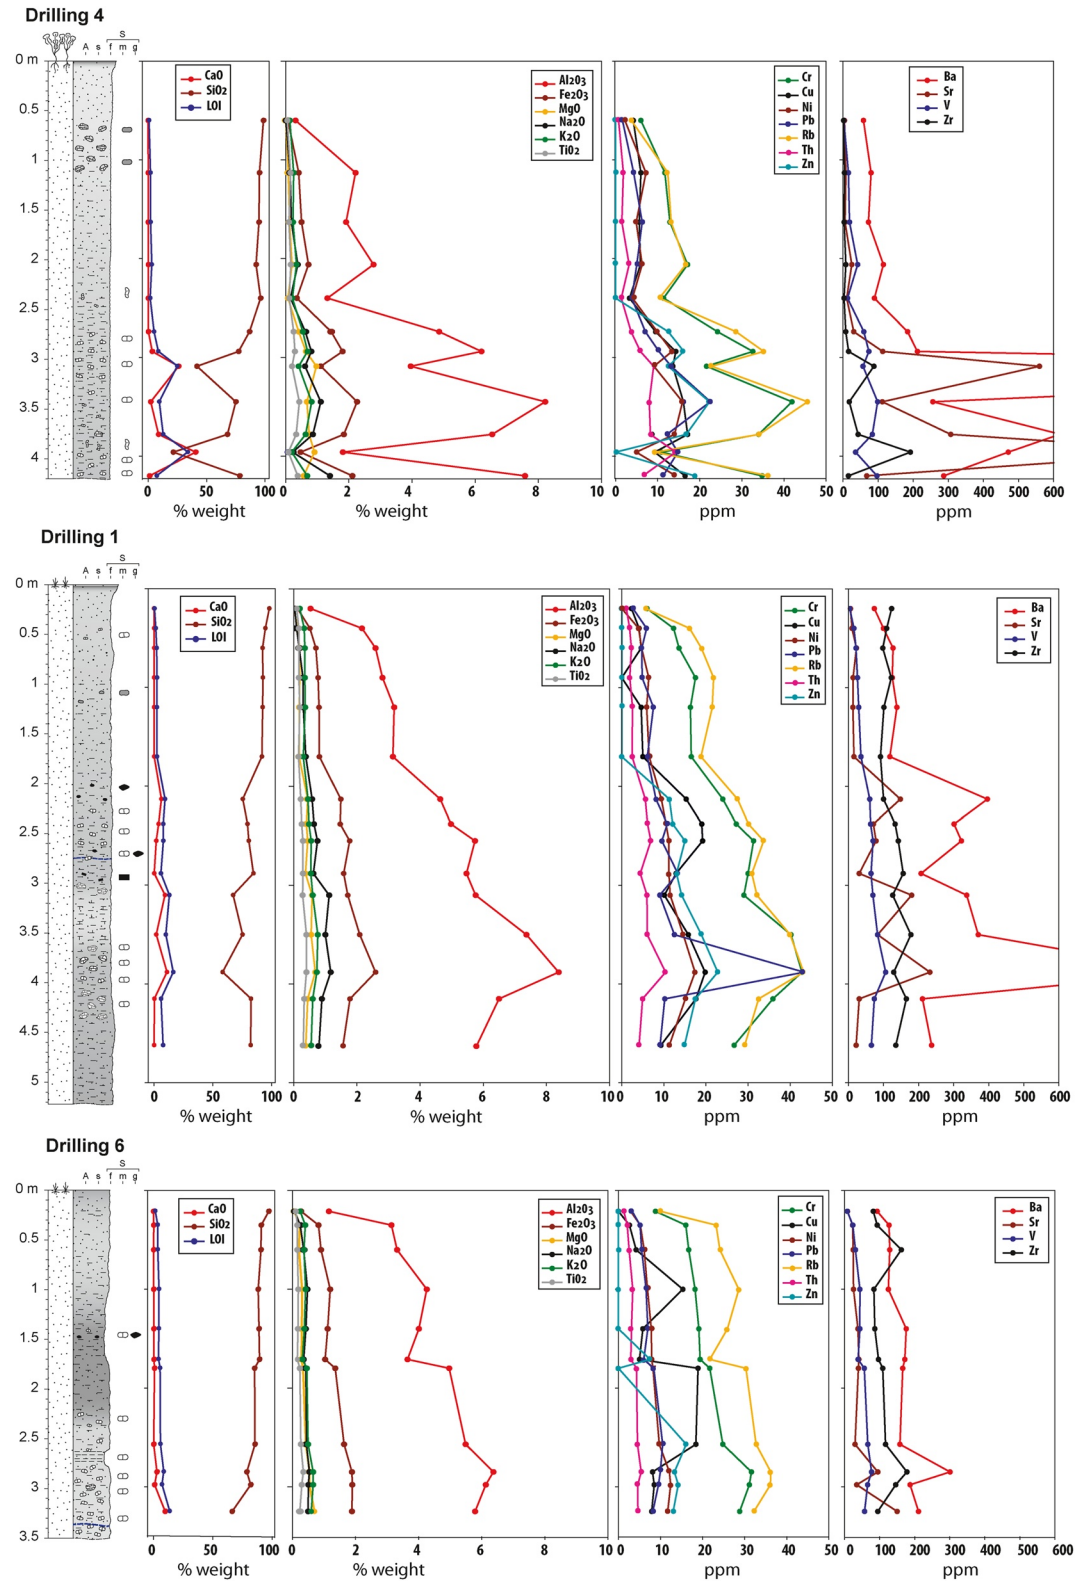 Drilling 4
S
A s f m g
0 m
0.5
1
1.5
2
2.5
3
3.5
4
CaO
SiO2
LOI
Al2O3
Fe2O3
MgO
Na2O
K2O
TiO2
Cr
Cu
Ni
Pb
Rb
Th
Zn
Ba
Sr
V
Zr
0 50 100
% weight
0 2 4 6 8 10
% weight
0 10 20 30 40 50
ppm
0 100 200 300 400 500 600
ppm
Drilling 1
S
A s f m g
0 m
0.5
1
1.5
2
2.5
3
3.5
4
4.5
5
CaO
SiO2
LOI
Al2O3
Fe2O3
MgO
Na2O
K2O
TiO2
Cr
Cu
Ni
Pb
Rb
Th
Zn
Ba
Sr
V
Zr
0 50 100
% weight
0 2 4 6 8 10
% weight
0 10 20 30 40 50
ppm
0 100 200 300 400 500 600
ppm
Drilling 6
S
A s f m g
0 m
0.5
1
1.5
2
2.5
3
3.5
CaO
SiO2
LOI
Al2O3
Fe2O3
MgO
Na2O
K2O
TiO2
Cr
Cu
Ni
Pb
Rb
Th
Zn
Ba
Sr
V
Zr
0 50 100
% weight
0 2 4 6 8 10
% weight
0 10 20 30 40 50
ppm
0 100 200 300 400 500 600
ppm